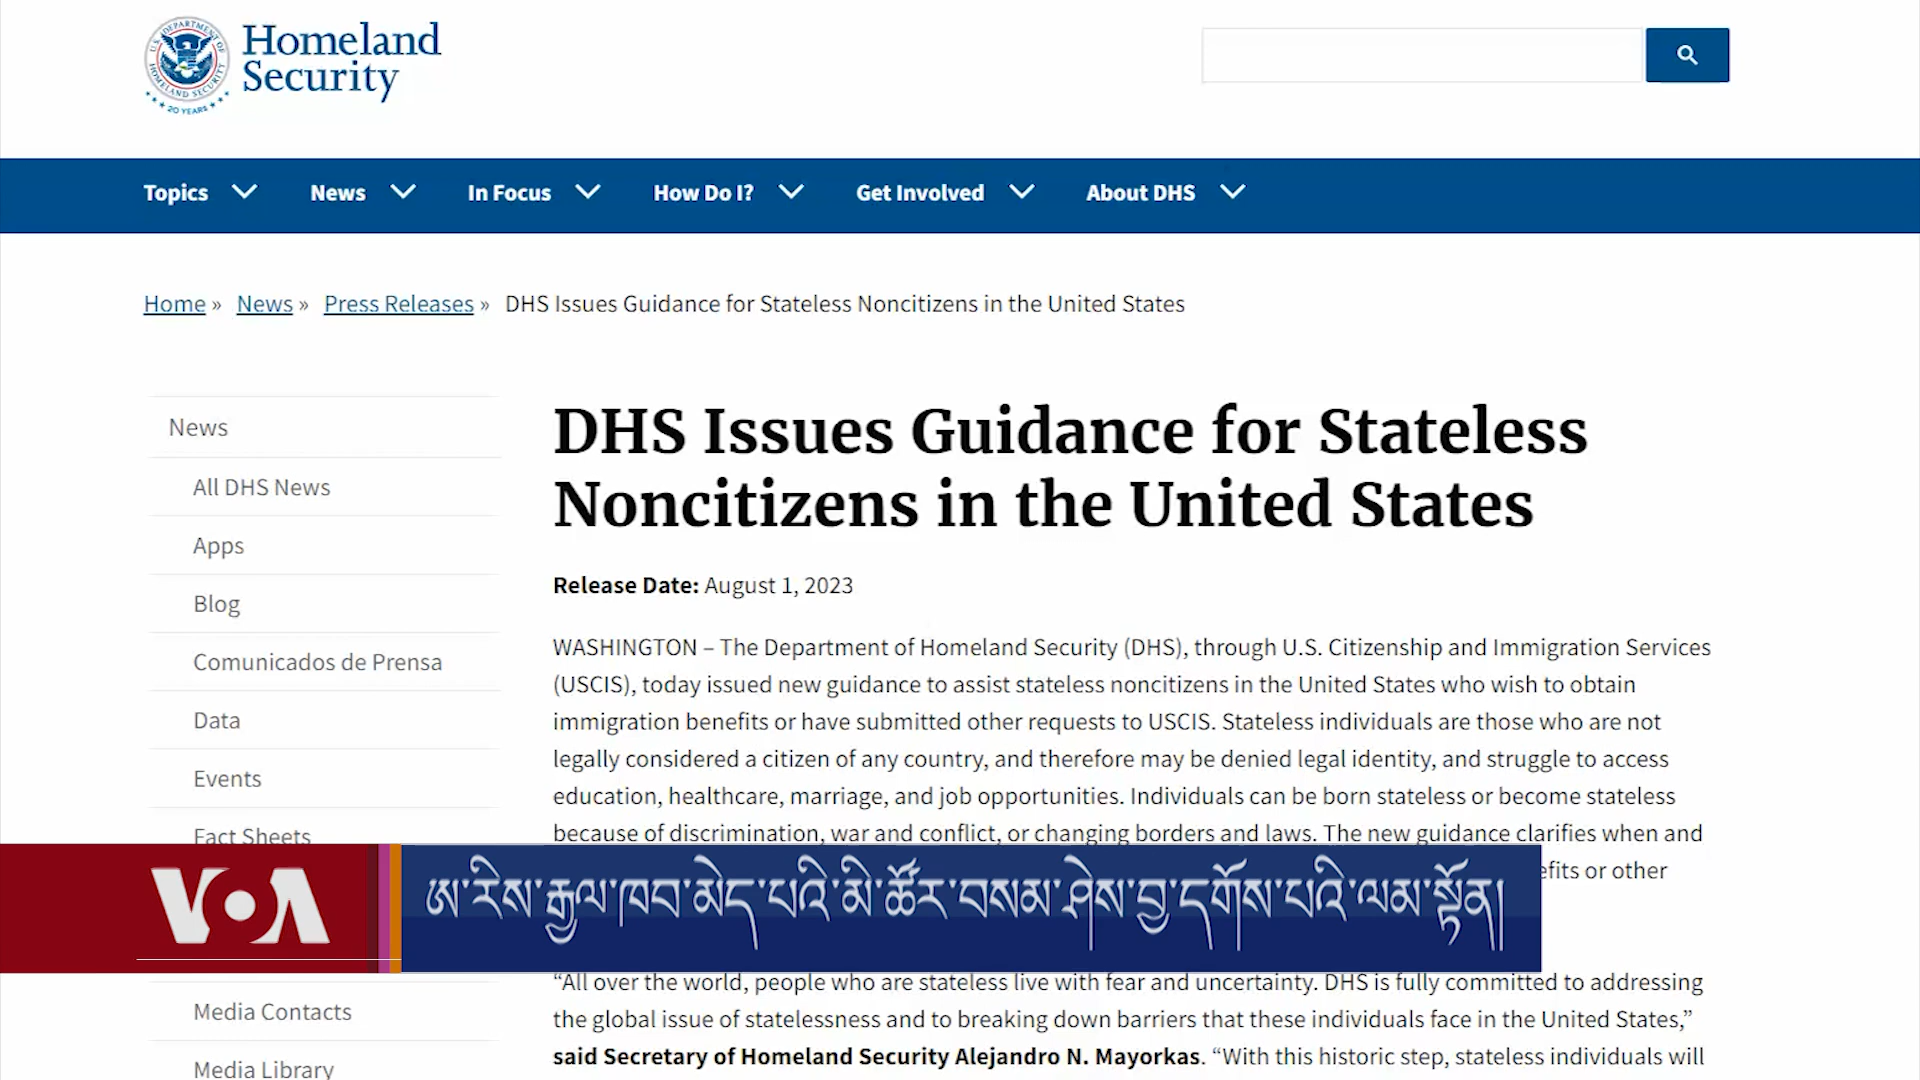 Homeland
Security
U.S. DEPARTMENT OF
HOMELAND SECURITY
20 YEARS
Topics News In Focus How Do I? Get Involved About DHS
Home » News » Press Releases » DHS Issues Guidance for Stateless Noncitizens in the United States
News
All DHS News
Apps
Blog
Comunicados de Prensa
Data
Events
Fact Sheets
Media Contacts
Media Library
DHS Issues Guidance for Stateless
Noncitizens in the United States
Release Date: August 1, 2023
WASHINGTON – The Department of Homeland Security (DHS), through U.S. Citizenship and Immigration Services
(USCIS), today issued new guidance to assist stateless noncitizens in the United States who wish to obtain
immigration benefits or have submitted other requests to USCIS. Stateless individuals are those who are not
legally considered a citizen of any country, and therefore may be denied legal identity, and struggle to access
education, healthcare, marriage, and job opportunities. Individuals can be born stateless or become stateless
because of discrimination, war and conflict, or changing borders and laws. The new guidance clarifies when and
or other
VOA
ཨ་རིས་རྒྱལ་ཁབ་མེད་པའི་མི་ཚོར་བསམ་ཤེས་བྱ་དགོས་པའི་ལམ་སྟོན།
“All over the world, people who are stateless live with fear and uncertainty. DHS is fully committed to addressing
the global issue of statelessness and to breaking down barriers that these individuals face in the United States,”
said Secretary of Homeland Security Alejandro N. Mayorkas. “With this historic step, stateless individuals will